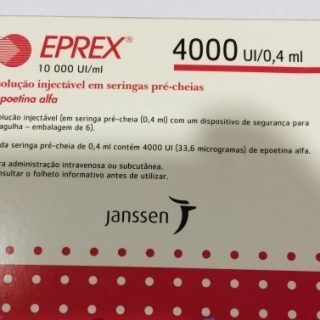 EPREX®
4000 UI/0,4 ml
10 000 UI/ml
olução injectável em seringas pré-cheias
poetina alfa
olução injectável (em seringa pré-cheia (0,4 ml) com um dispositivo de segurança para
agulha – embalagem de 6).
da seringa pré-cheia de 0,4 ml contém 4000 UI (33,6 microgramas) de epoetina alfa.
ra administração intravenosa ou subcutânea.
nsultar o folheto informativo antes de utilizar.
janssen